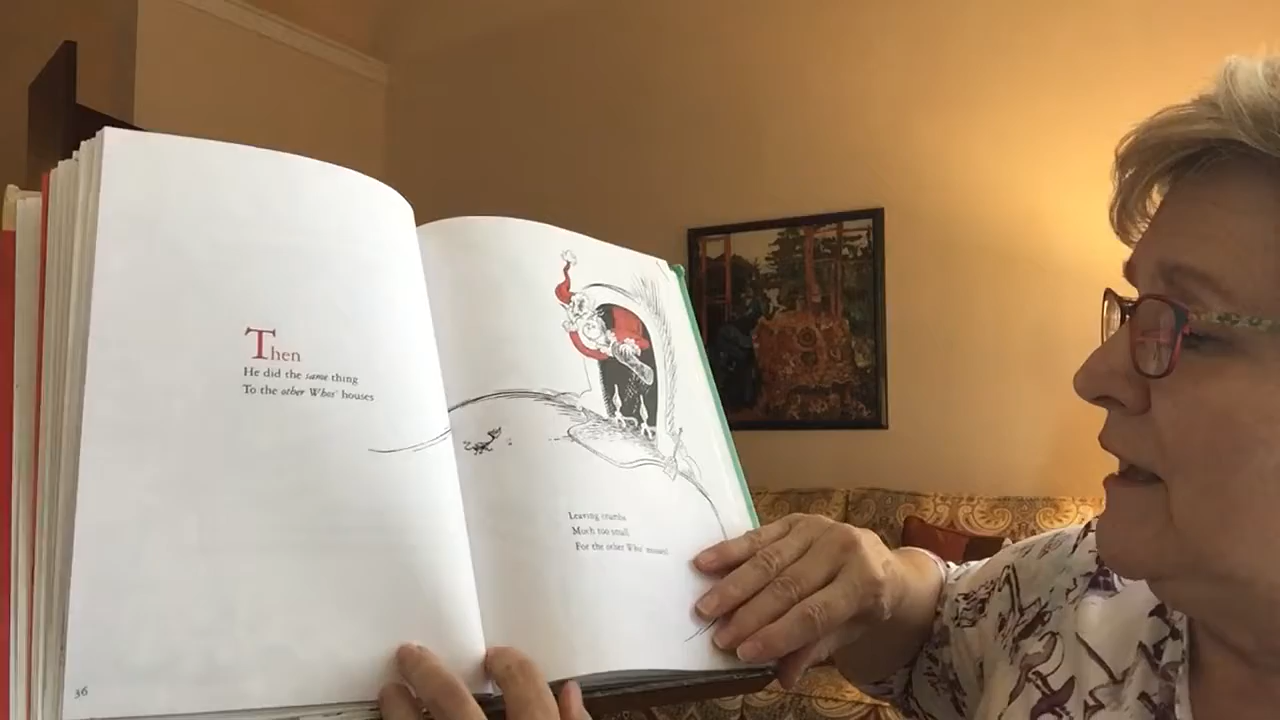 Then
He did the same thing
To the other Whos' houses
Leaving crumbs
Much too small
For the other Whos' mouses!
36